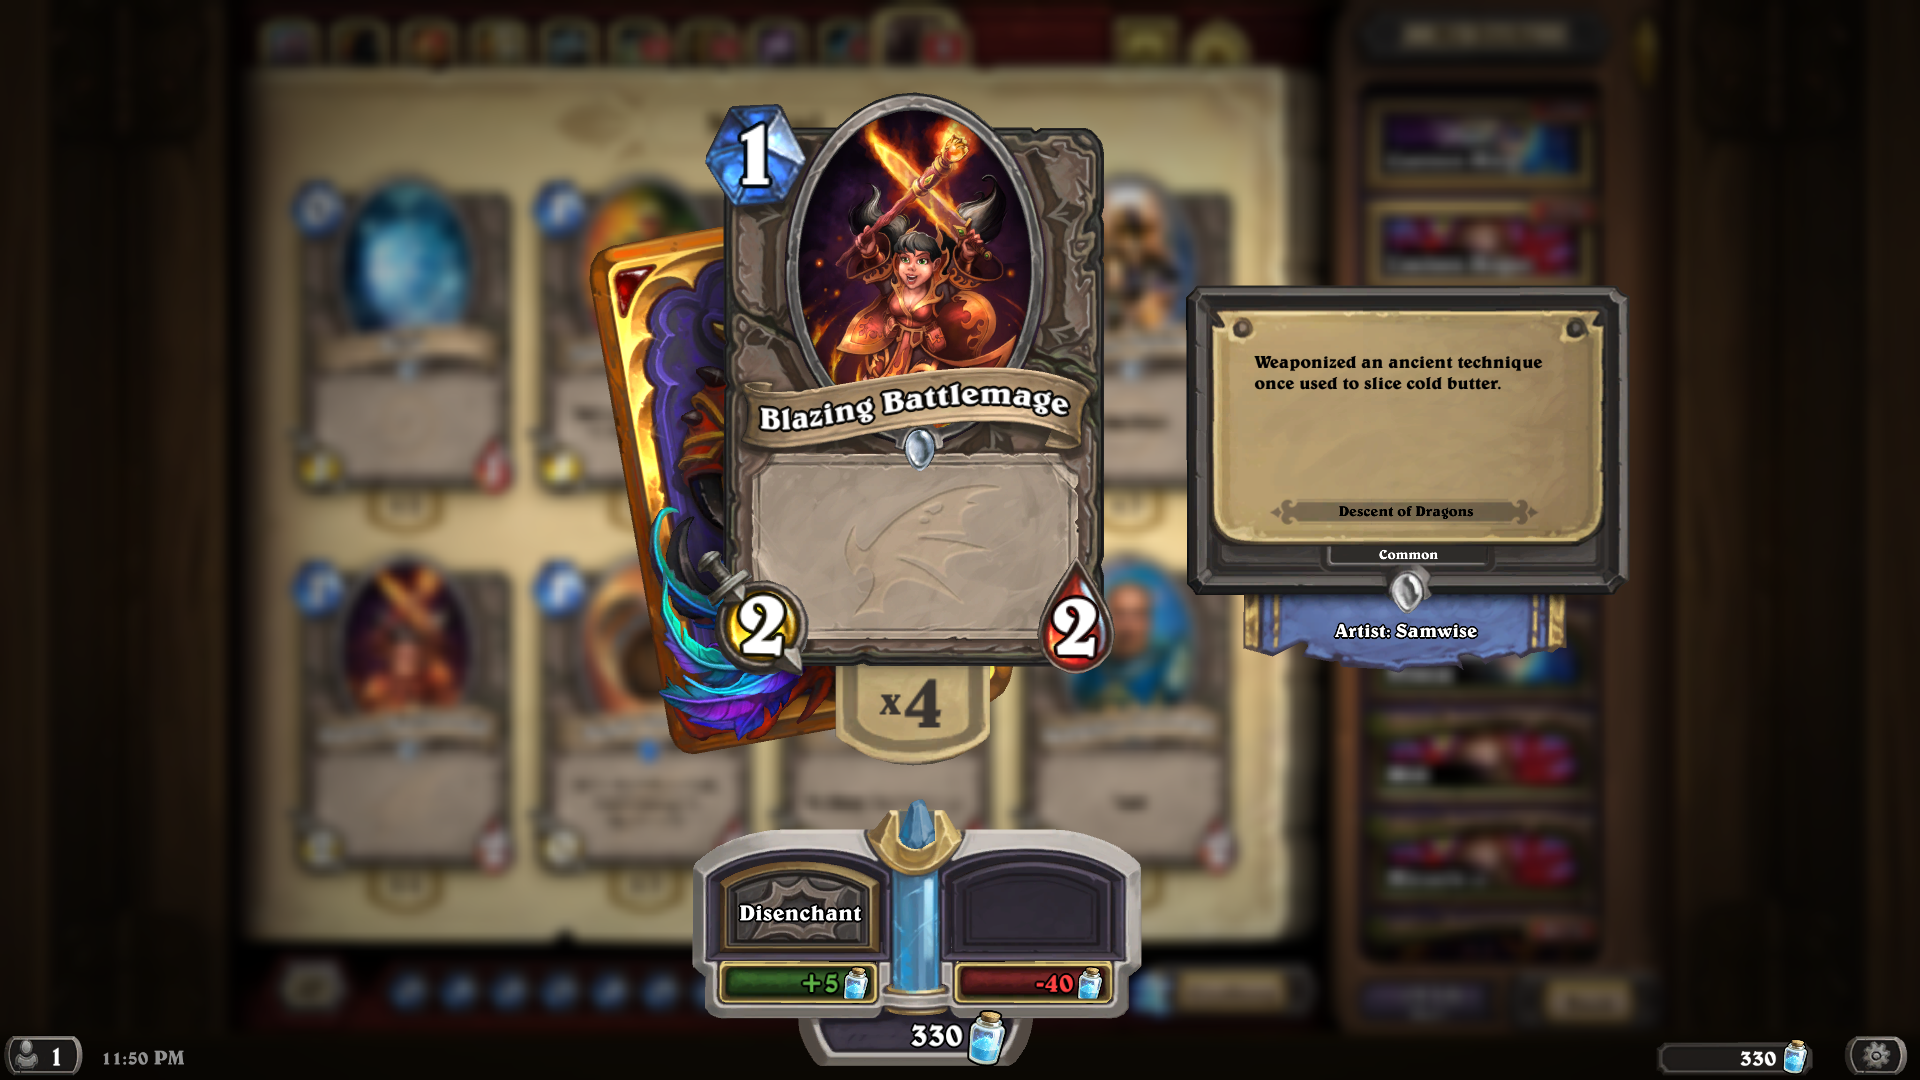 1
Blazing Battlemage
2
2
x4
Weaponized an ancient technique
once used to slice cold butter.
Descent of Dragons
Common
Artist: Samwise
Disenchant
+5
-40
330
1
11:50 PM
330